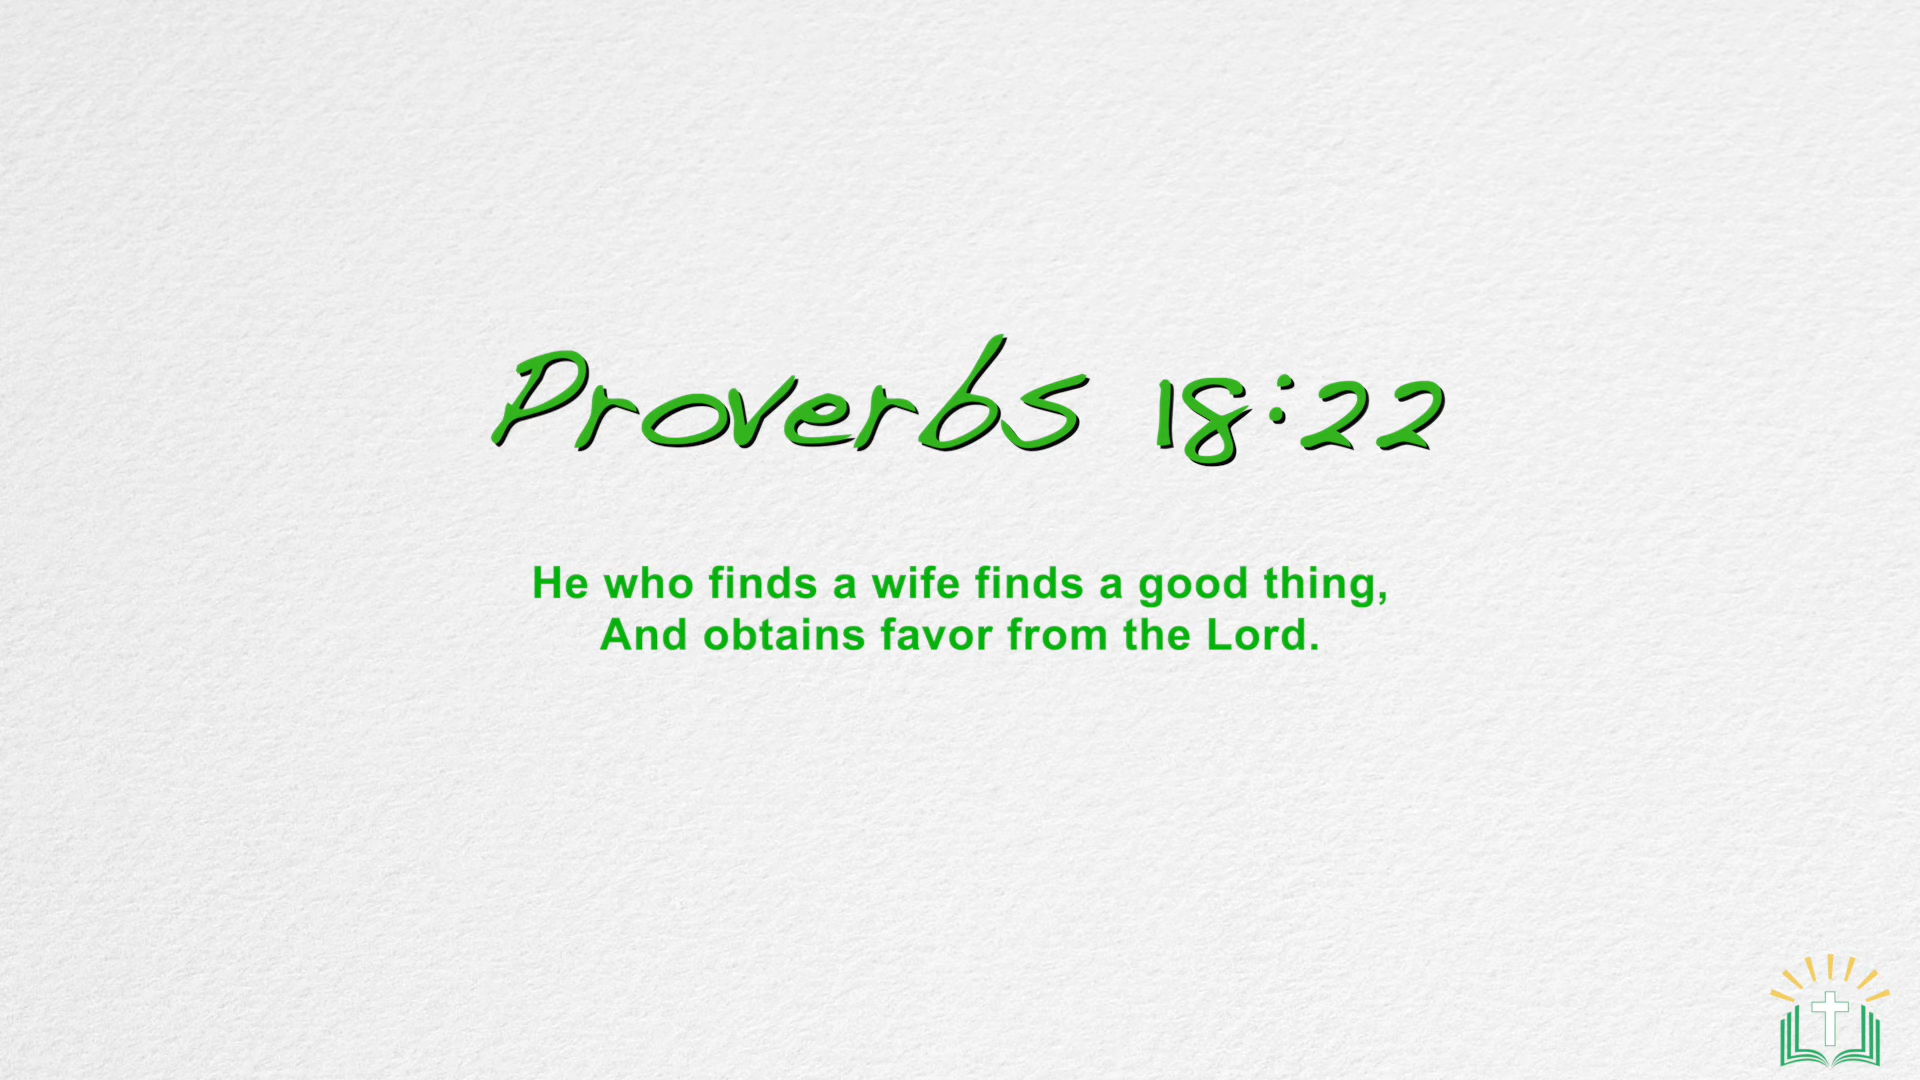 Proverbs 18:22
He who finds a wife finds a good thing,
And obtains favor from the Lord.